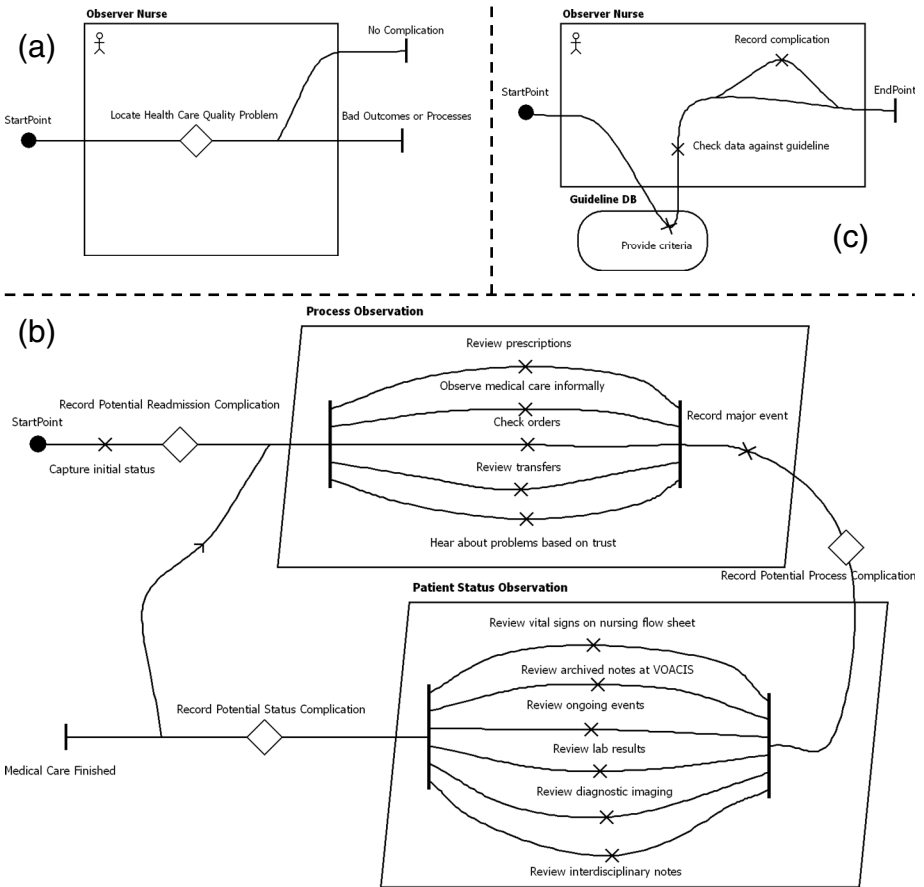 (a)
Observer Nurse
No Complication
StartPoint
Locate Health Care Quality Problem
Bad Outcomes or Processes
Observer Nurse
Record complication
StartPoint
EndPoint
Check data against guideline
Guideline DB
Provide criteria
(c)
(b)
Process Observation
Review prescriptions
Observe medical care informally
Record Potential Readmission Complication
StartPoint
Check orders
Record major event
Capture initial status
Review transfers
Hear about problems based on trust
Record Potential Process Complication
Patient Status Observation
Review vital signs on nursing flow sheet
Review archived notes at VOACIS
Record Potential Status Complication
Review ongoing events
Review lab results
Medical Care Finished
Review diagnostic imaging
Review interdisciplinary notes